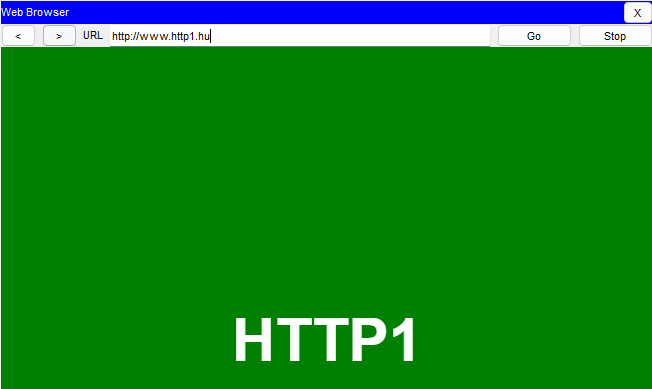 Web Browser X
< > URL http://www.http1.hu Go Stop
HTTP1